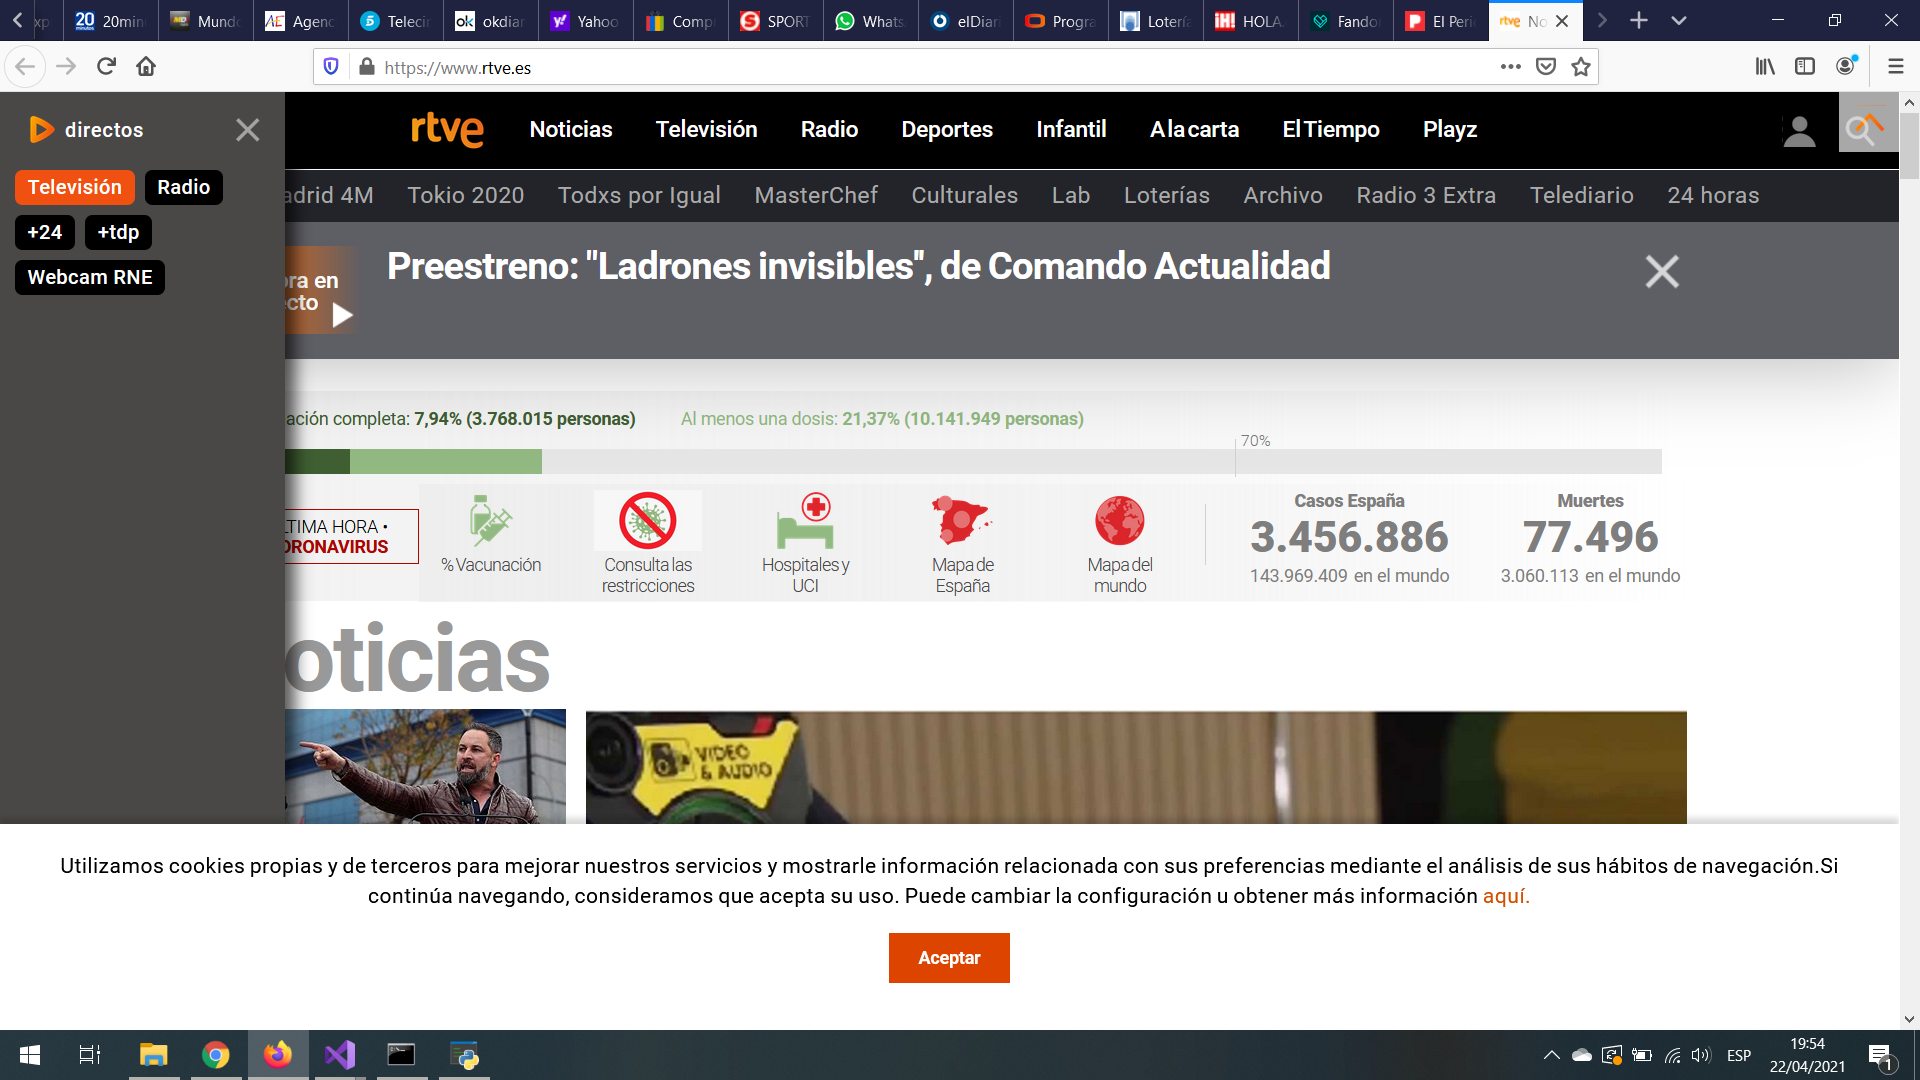 xp
20min
Mundo
Agenc
Telecin
okdiar
Yahoo
Comp
SPORT
Whats
elDiari
Progra
Lotería
HOLA
Fando
El Peri
No
https://www.rtve.es
directos
Televisión
Radio
+24
+tdp
Webcam RNE
rtve
Noticias
Televisión
Radio
Deportes
Infantil
A la carta
El Tiempo
Playz
adrid 4M
Tokio 2020
Todxs por Igual
MasterChef
Culturales
Lab
Loterías
Archivo
Radio 3 Extra
Telediario
24 horas
ora en
ecto
Preestreno: "Ladrones invisibles", de Comando Actualidad
ación completa: 7,94% (3.768.015 personas)
Al menos una dosis: 21,37% (10.141.949 personas)
70%
LTIMA HORA •
ORONAVIRUS
% Vacunación
Consulta las
restricciones
Hospitales y
UCI
Mapa de
España
Mapa del
mundo
Casos España
3.456.886
143.969.409 en el mundo
Muertes
77.496
3.060.113 en el mundo
oticias
VIDEO
& AUDIO
Utilizamos cookies propias y de terceros para mejorar nuestros servicios y mostrarle información relacionada con sus preferencias mediante el análisis de sus hábitos de navegación.Si
continúa navegando, consideramos que acepta su uso. Puede cambiar la configuración u obtener más información aquí.
Aceptar
ESP
19:54
22/04/2021
1